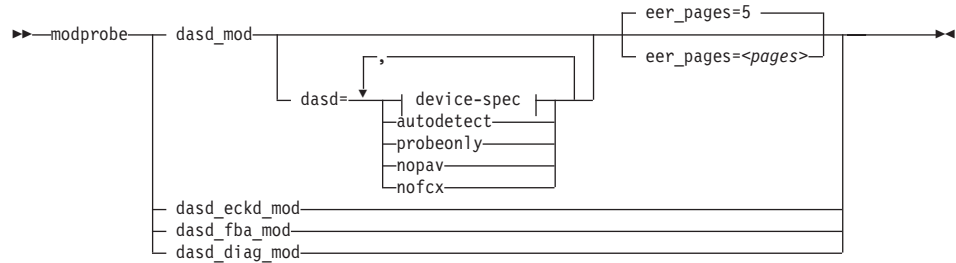 eer_pages=5
modprobe dasd_mod
eer_pages=<pages>
,
dasd= device-spec
autodetect
probeonly
nopav
nofcx
dasd_eckd_mod
dasd_fba_mod
dasd_diag_mod